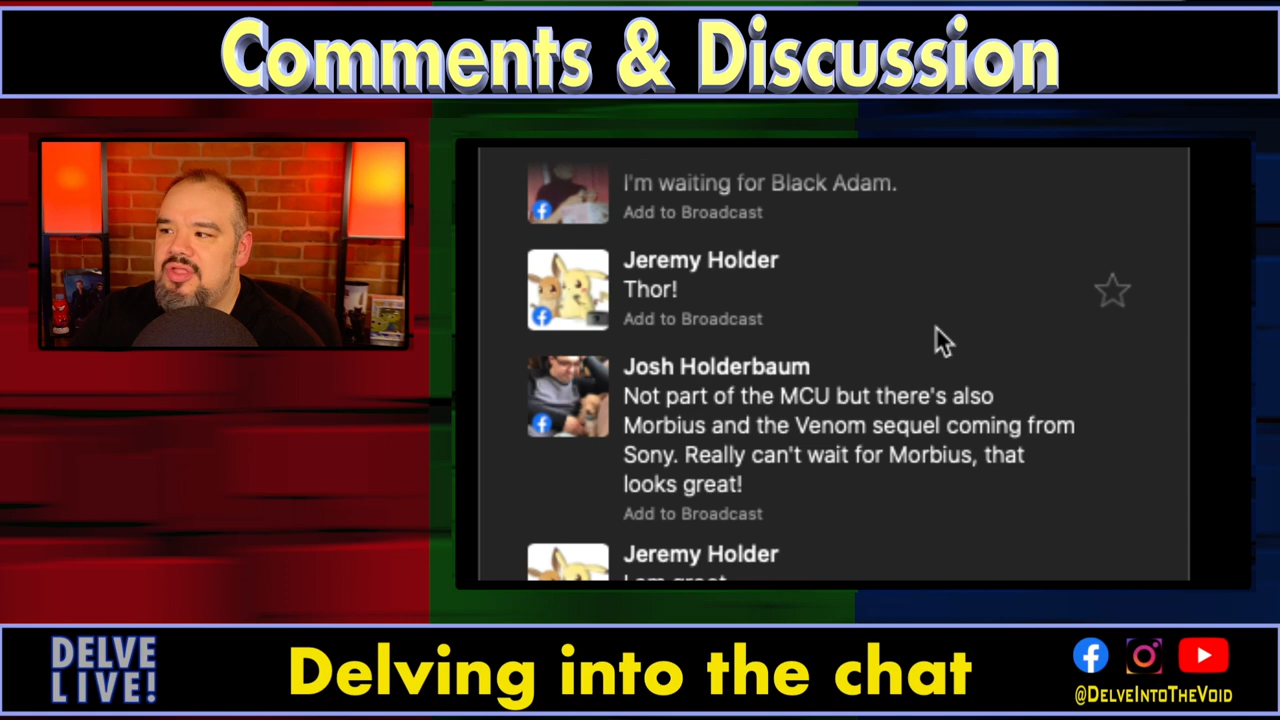 Comments & Discussion
I'm waiting for Black Adam.
Add to Broadcast
Jeremy Holder
Thor!
Add to Broadcast
Josh Holderbaum
Not part of the MCU but there's also
Morbius and the Venom sequel coming from
Sony. Really can't wait for Morbius, that
looks great!
Add to Broadcast
Jeremy Holder
DELVE
LIVE!
Delving into the chat
@DelveIntoTheVoid